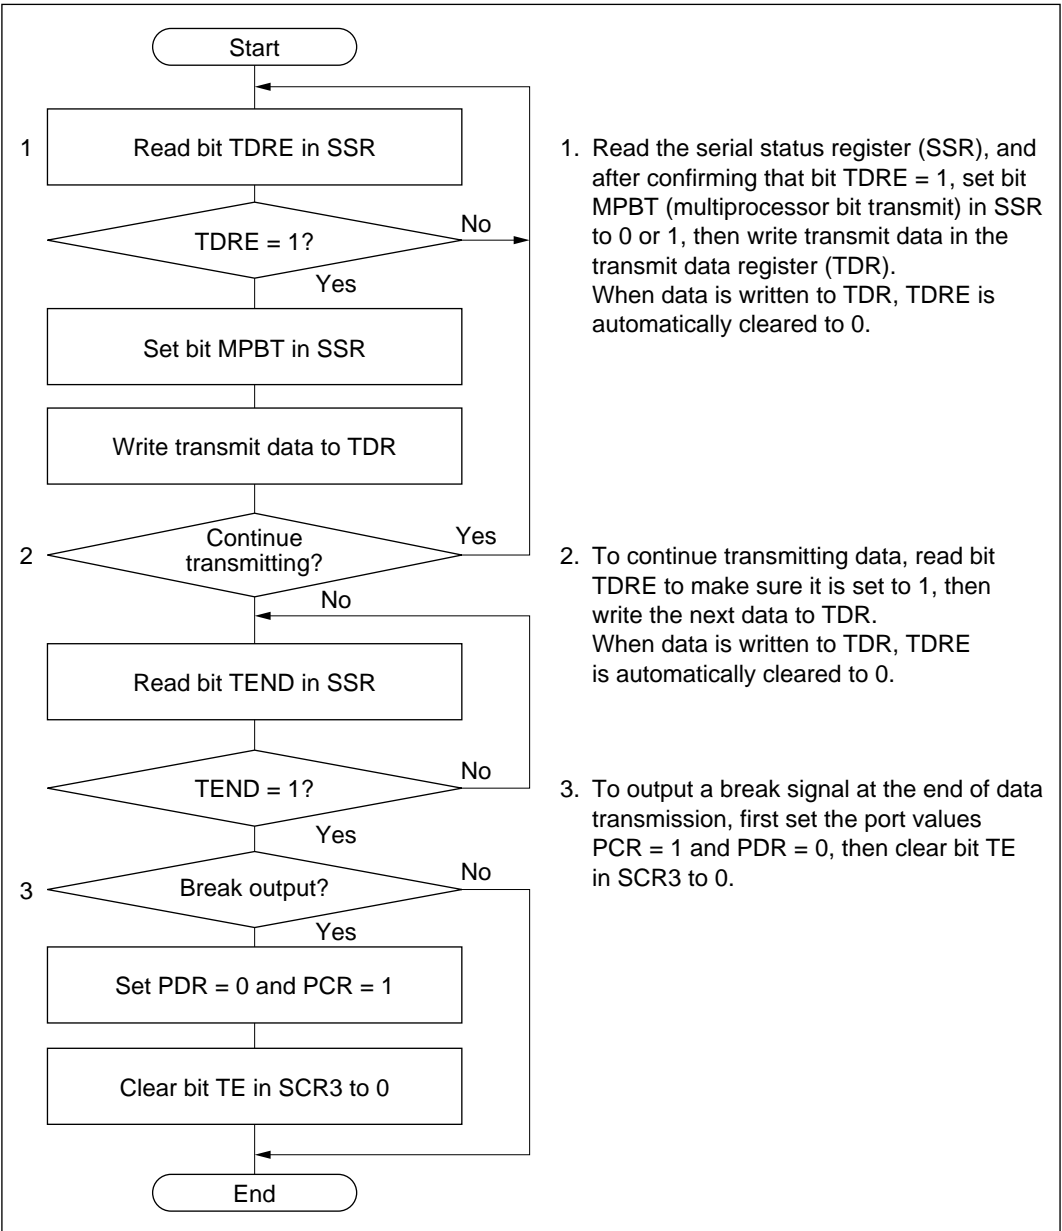 Start
1
Read bit TDRE in SSR
TDRE = 1?
No
Yes
Set bit MPBT in SSR
Write transmit data to TDR
2
Continue
transmitting?
Yes
No
Read bit TEND in SSR
TEND = 1?
No
Yes
3
Break output?
No
Yes
Set PDR = 0 and PCR = 1
Clear bit TE in SCR3 to 0
End
1. Read the serial status register (SSR), and
after confirming that bit TDRE = 1, set bit
MPBT (multiprocessor bit transmit) in SSR
to 0 or 1, then write transmit data in the
transmit data register (TDR).
When data is written to TDR, TDRE is
automatically cleared to 0.
2. To continue transmitting data, read bit
TDRE to make sure it is set to 1, then
write the next data to TDR.
When data is written to TDR, TDRE
is automatically cleared to 0.
3. To output a break signal at the end of data
transmission, first set the port values
PCR = 1 and PDR = 0, then clear bit TE
in SCR3 to 0.